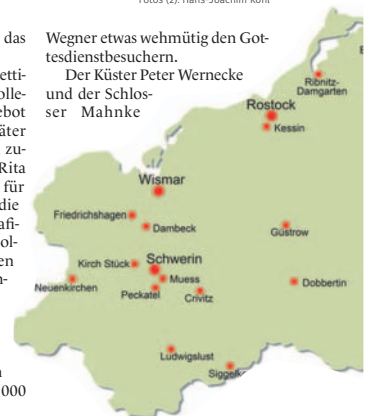 Fotos (2): Hans-Joachim Kohl
das
etti-
olle-
ebot
äter
zu-
Rita
für
die
afi-
ol-
en
n-
000
Wegner etwas wehmütig den Got-
tesdienstbesuchern.
Der Küster Peter Wernecke
und der Schlos-
ser Mahnke
Ribnitz-
Damgarten
Rostock
Kessin
Wismar
Friedrichshagen
Dambeck
Güstrow
Kirch Stück
Schwerin
Muess
Neuenkirchen
Peckatel
Crivitz
Dobbertin
Ludwigslust
Siggelk